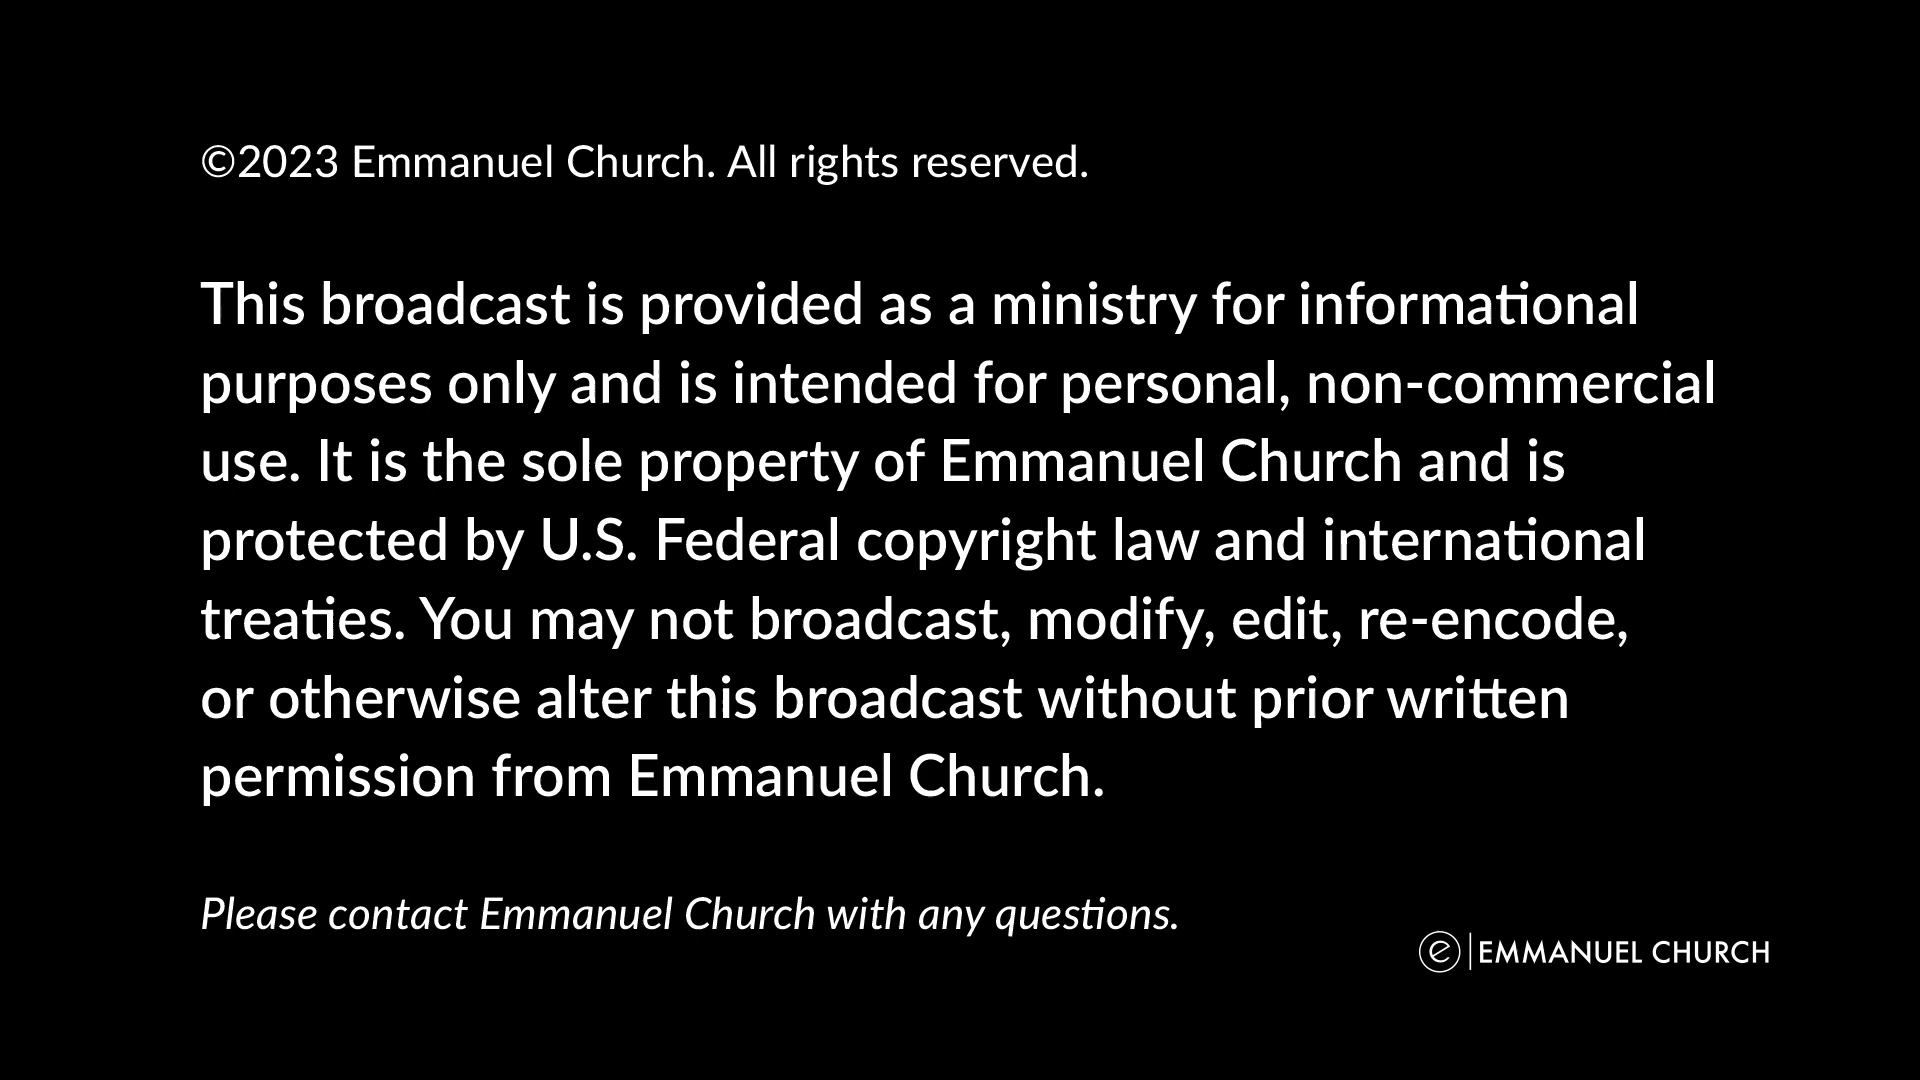 ©2023 Emmanuel Church. All rights reserved.
This broadcast is provided as a ministry for informational
purposes only and is intended for personal, non-commercial
use. It is the sole property of Emmanuel Church and is
protected by U.S. Federal copyright law and international
treaties. You may not broadcast, modify, edit, re-encode,
or otherwise alter this broadcast without prior written
permission from Emmanuel Church.
Please contact Emmanuel Church with any questions.
e | EMMANUEL CHURCH